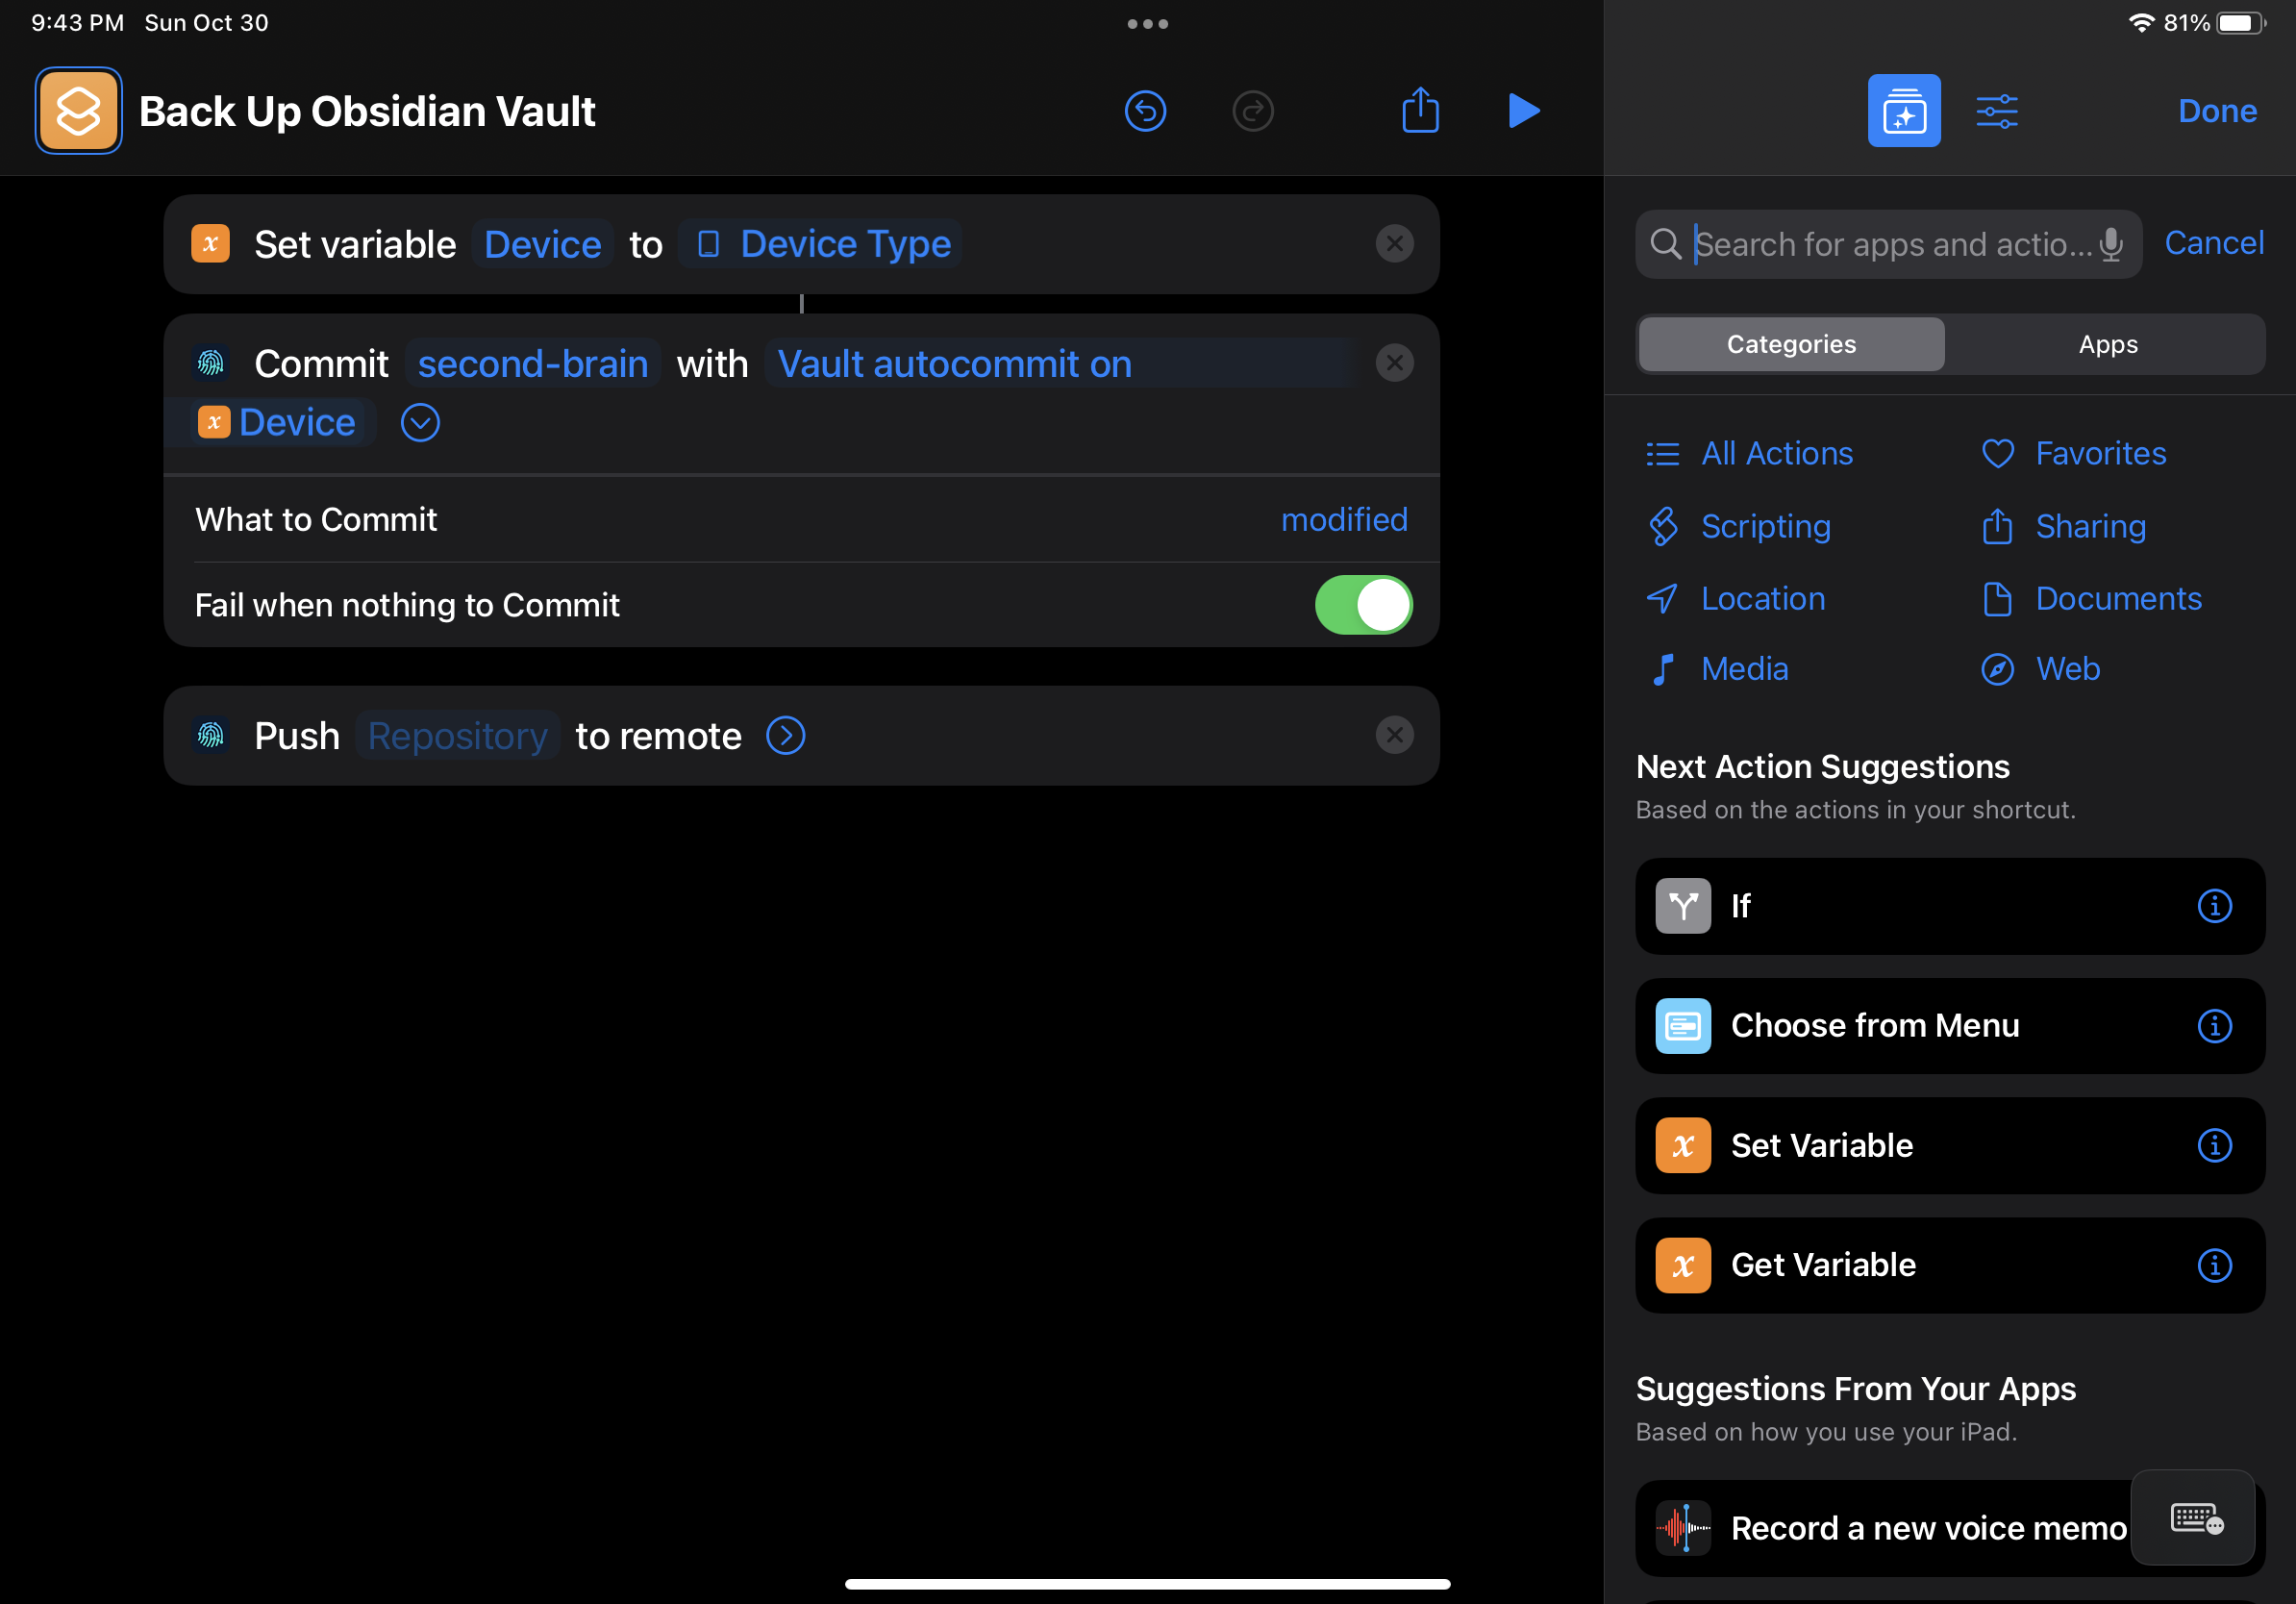 9:43 PM Sun Oct 30
81%
Back Up Obsidian Vault
Done
Set variable Device to Device Type
Commit second-brain with Vault autocommit on
Device
What to Commit modified
Fail when nothing to Commit
Push Repository to remote
Search for apps and actio... Cancel
Categories Apps
All Actions Favorites
Scripting Sharing
Location Documents
Media Web
Next Action Suggestions
Based on the actions in your shortcut.
If
Choose from Menu
Set Variable
Get Variable
Suggestions From Your Apps
Based on how you use your iPad.
Record a new voice memo